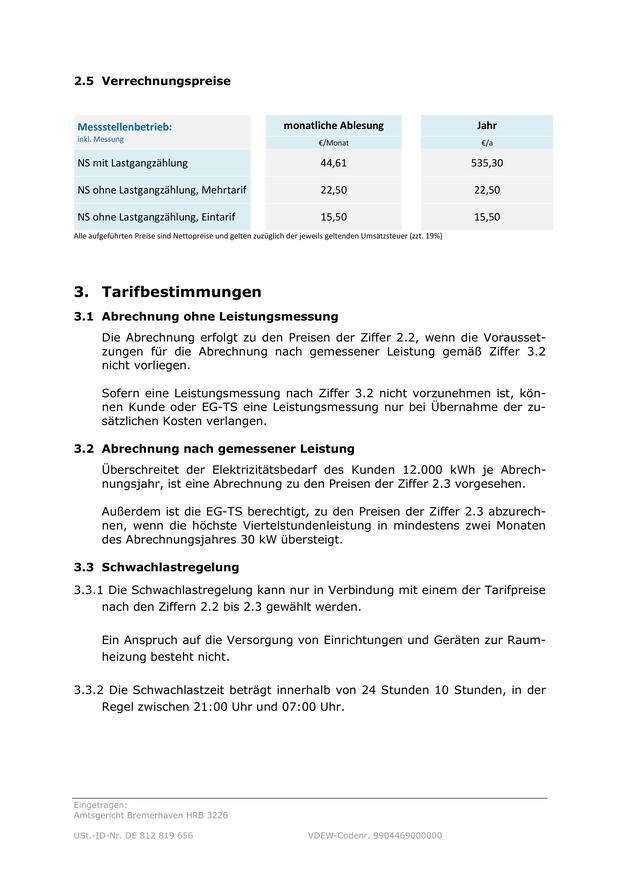 2.5 Verrechnungspreise
Messstellenbetrieb: monatliche Ablesung Jahr
inkl. Messung €/Monat €/a
NS mit Lastgangzählung 44,61 535,30
NS ohne Lastgangzählung, Mehrtarif 22,50 22,50
NS ohne Lastgangzählung, Eintarif 15,50 15,50
Alle aufgeführten Preise sind Nettopreise und gelten zuzüglich der jeweils geltenden Umsatzsteuer (zzt. 19%)
3. Tarifbestimmungen
3.1 Abrechnung ohne Leistungsmessung
Die Abrechnung erfolgt zu den Preisen der Ziffer 2.2, wenn die Vorausset-
zungen für die Abrechnung nach gemessener Leistung gemäß Ziffer 3.2
nicht vorliegen.
Sofern eine Leistungsmessung nach Ziffer 3.2 nicht vorzunehmen ist, kön-
nen Kunde oder EG-TS eine Leistungsmessung nur bei Übernahme der zu-
sätzlichen Kosten verlangen.
3.2 Abrechnung nach gemessener Leistung
Überschreitet der Elektrizitätsbedarf des Kunden 12.000 kWh je Abrech-
nungsjahr, ist eine Abrechnung zu den Preisen der Ziffer 2.3 vorgesehen.
Außerdem ist die EG-TS berechtigt, zu den Preisen der Ziffer 2.3 abzurech-
nen, wenn die höchste Viertelstundenleistung in mindestens zwei Monaten
des Abrechnungsjahres 30 kW übersteigt.
3.3 Schwachlastregelung
3.3.1 Die Schwachlastregelung kann nur in Verbindung mit einem der Tarifpreise
nach den Ziffern 2.2 bis 2.3 gewählt werden.
Ein Anspruch auf die Versorgung von Einrichtungen und Geräten zur Raum-
heizung besteht nicht.
3.3.2 Die Schwachlastzeit beträgt innerhalb von 24 Stunden 10 Stunden, in der
Regel zwischen 21:00 Uhr und 07:00 Uhr.
Eingetragen:
Amtsgericht Bremerhaven HRB 3226
USt.-ID-Nr. DE 812 819 656 VDEW-Codenr. 9904469000000